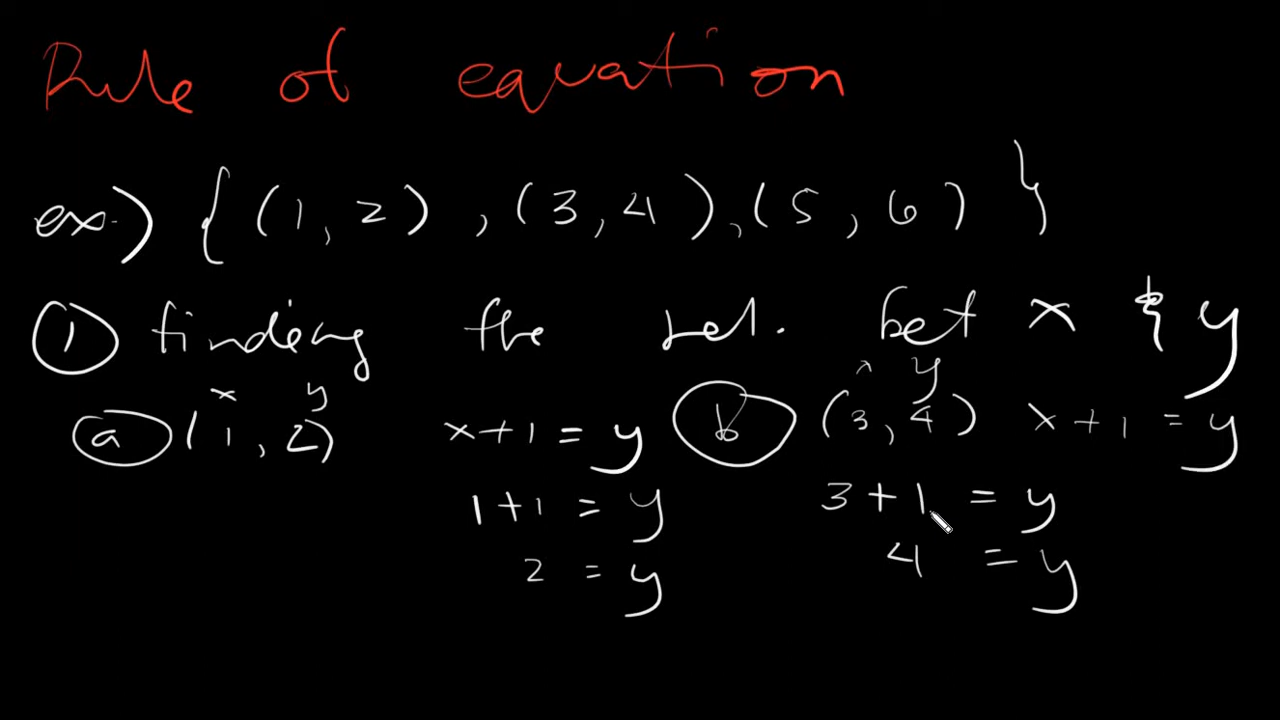 Rule of equation
ex.) { (1, 2) , (3, 4), (5, 6) }
① finding the rel. bet x & y
x y
ⓐ (1, 2) x + 1 = y
1 + 1 = y
2 = y
x y
ⓑ (3, 4) x + 1 = y
3 + 1 = y
4 = y